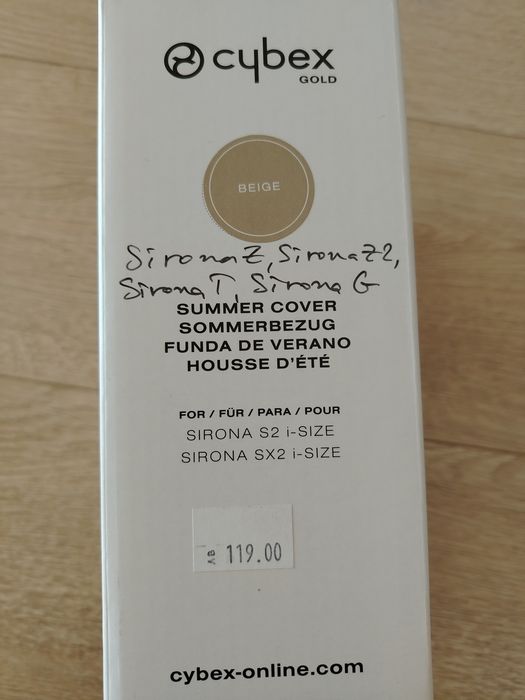 cybex
GOLD
BEIGE
Sirona Z, Sirona Z2,
Sirona T, Sirona G
SUMMER COVER
SOMMERBEZUG
FUNDA DE VERANO
HOUSSE D'ÉTÉ
FOR / FÜR / PARA / POUR
SIRONA S2 i-SIZE
SIRONA SX2 i-SIZE
119.00
cybex-online.com